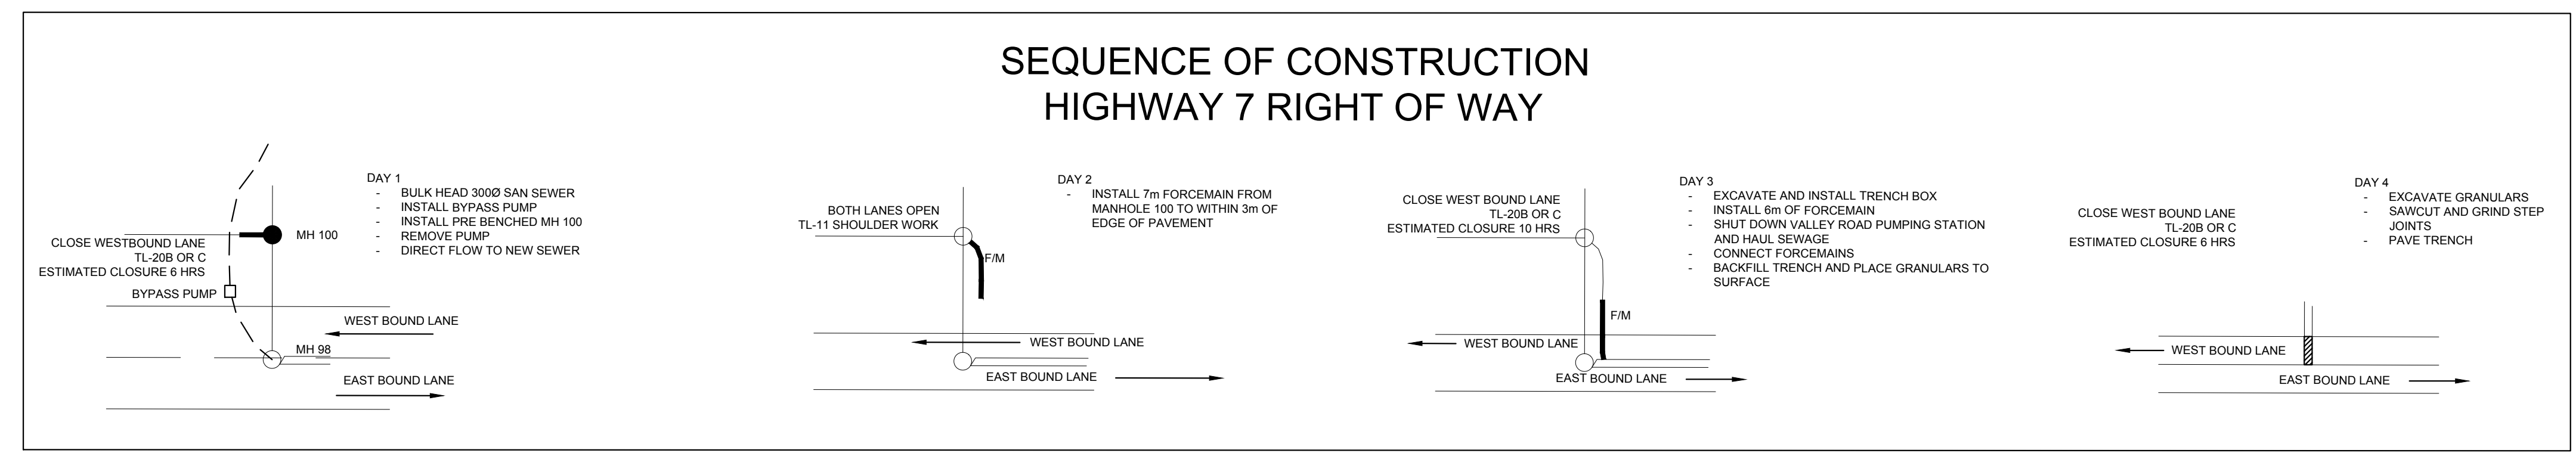 SEQUENCE OF CONSTRUCTION
HIGHWAY 7 RIGHT OF WAY
DAY 1
- BULK HEAD 300Ø SAN SEWER
- INSTALL BYPASS PUMP
- INSTALL PRE BENCHED MH 100
- REMOVE PUMP
- DIRECT FLOW TO NEW SEWER
MH 100
CLOSE WESTBOUND LANE
TL-20B OR C
ESTIMATED CLOSURE 6 HRS
BYPASS PUMP
WEST BOUND LANE
MH 98
EAST BOUND LANE
DAY 2
- INSTALL 7m FORCEMAIN FROM
MANHOLE 100 TO WITHIN 3m OF
EDGE OF PAVEMENT
BOTH LANES OPEN
TL-11 SHOULDER WORK
F/M
WEST BOUND LANE
EAST BOUND LANE
DAY 3
- EXCAVATE AND INSTALL TRENCH BOX
- INSTALL 6m OF FORCEMAIN
- SHUT DOWN VALLEY ROAD PUMPING STATION
AND HAUL SEWAGE
- CONNECT FORCEMAINS
- BACKFILL TRENCH AND PLACE GRANULARS TO
SURFACE
CLOSE WEST BOUND LANE
TL-20B OR C
ESTIMATED CLOSURE 10 HRS
F/M
WEST BOUND LANE
EAST BOUND LANE
DAY 4
- EXCAVATE GRANULARS
- SAWCUT AND GRIND STEP
JOINTS
- PAVE TRENCH
CLOSE WEST BOUND LANE
TL-20B OR C
ESTIMATED CLOSURE 6 HRS
WEST BOUND LANE
EAST BOUND LANE